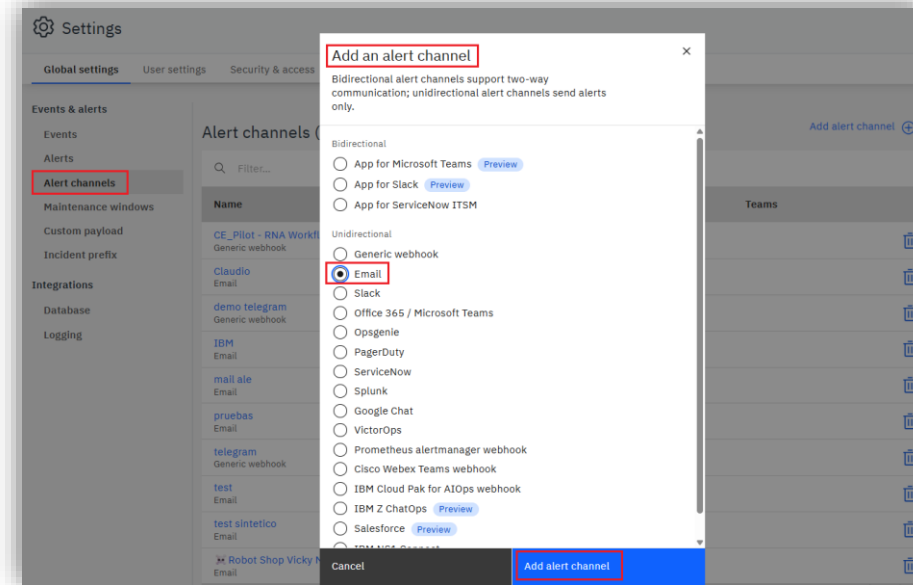 Settings
Global settings User settings Security & access
Events & alerts
Events
Alerts
Alert channels
Maintenance windows
Custom payload
Incident prefix
Integrations
Database
Logging
Alert channels (
Add alert channel
Filter...
Name Teams
CE_Pilot - RNA Workfl
Generic webhook
Claudio
Email
demo telegram
Generic webhook
IBM
Email
mail ale
Email
pruebas
Email
telegram
Generic webhook
test
Email
test sintetico
Email
Robot Shop Vicky
Email
Add an alert channel
Bidirectional alert channels support two-way
communication; unidirectional alert channels send alerts
only.
Bidirectional
App for Microsoft Teams Preview
App for Slack Preview
App for ServiceNow ITSM
Unidirectional
Generic webhook
Email
Slack
Office 365 / Microsoft Teams
Opsgenie
PagerDuty
ServiceNow
Splunk
Google Chat
VictorOps
Prometheus alertmanager webhook
Cisco Webex Teams webhook
IBM Cloud Pak for AIOps webhook
IBM Z ChatOps Preview
Salesforce Preview
Cancel Add alert channel